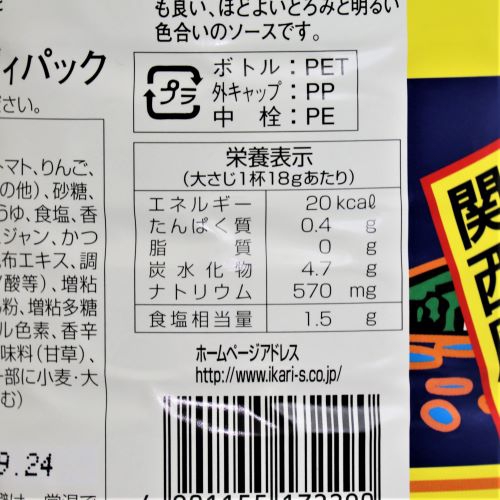 も良い、ほどよいとろみと明るい
色合いのソースです。
ィパック
ださい。
プラ
ボトル：PET
外キャップ：PP
中栓：PE
トマト、りんご、
の他）、砂糖、
うゆ、食塩、香
ジャン、かつ
布エキス、調
酸等）、増粘
粉、増粘多糖
ル色素、香辛
味料（甘草）、
一部に小麦・大
む）
栄養表示
（大さじ1杯18gあたり）
エネルギー 20kcal
たんぱく質 0.4 g
脂質 0 g
炭水化物 4.7 g
ナトリウム 570 mg
食塩相当量 1.5 g
ホームページアドレス
http://www.ikari-s.co.jp/
9.24
関西